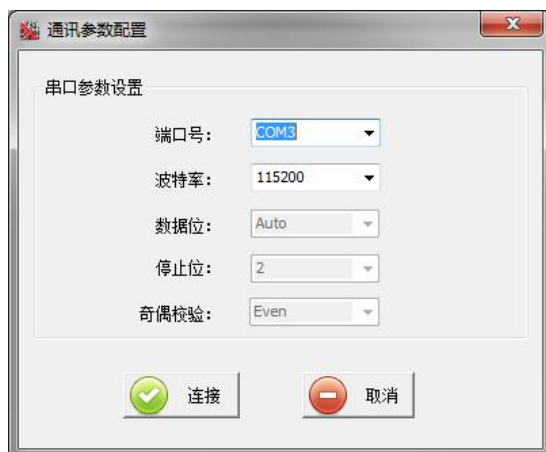 通讯参数配置
串口参数设置
端口号： COM3
波特率： 115200
数据位： Auto
停止位： 2
奇偶校验： Even
连接 取消